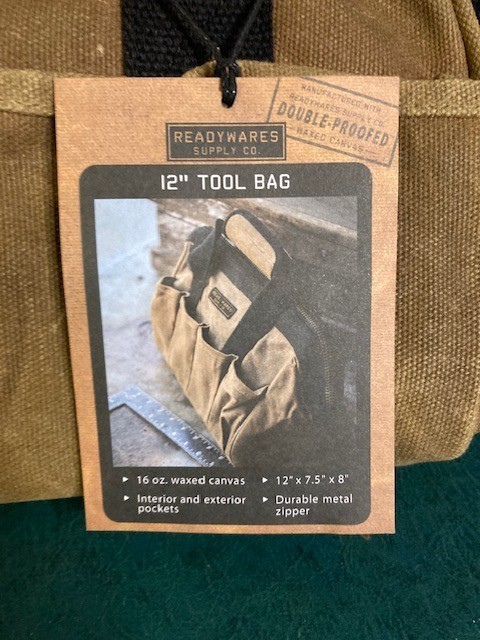 MANUFACTURED WITH
READYWARES SUPPLY CO.
DOUBLE-PROOFED
WAXED CANVAS
READYWARES
SUPPLY CO.
12" TOOL BAG
READYWARES
▸ 16 oz. waxed canvas
▸ Interior and exterior
pockets
▸ 12" x 7.5" x 8"
▸ Durable metal
zipper